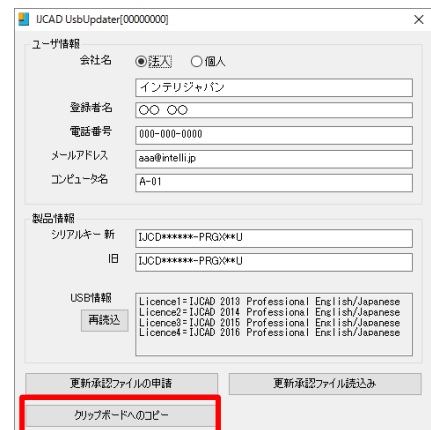 IJCAD UsbUpdater[00000000]
ユーザ情報
会社名 法人 個人
インテリジャパン
登録者名 〇〇 〇〇
電話番号 000-000-0000
メールアドレス aaa@intelli.jp
コンピュータ名 A-01
製品情報
シリアルキー 新 IJCD******-PRGX**U
旧 IJCD******-PRGX**U
USB情報
再読込
Licence1=IJCAD 2013 Professional English/Japanese
Licence2=IJCAD 2014 Professional English/Japanese
Licence3=IJCAD 2015 Professional English/Japanese
Licence4=IJCAD 2016 Professional English/Japanese
更新承認ファイルの申請 更新承認ファイル読込み
クリップボードへのコピー